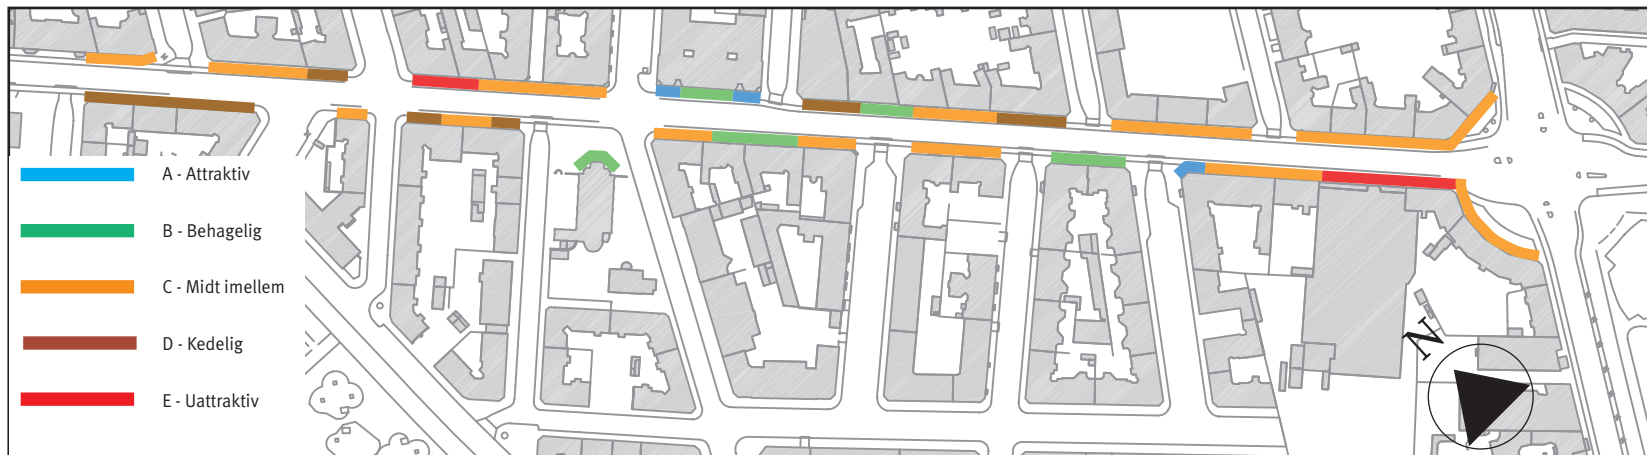 A - Attraktiv
B - Behagelig
C - Midt imellem
D - Kedelig
E - Uattraktiv
N